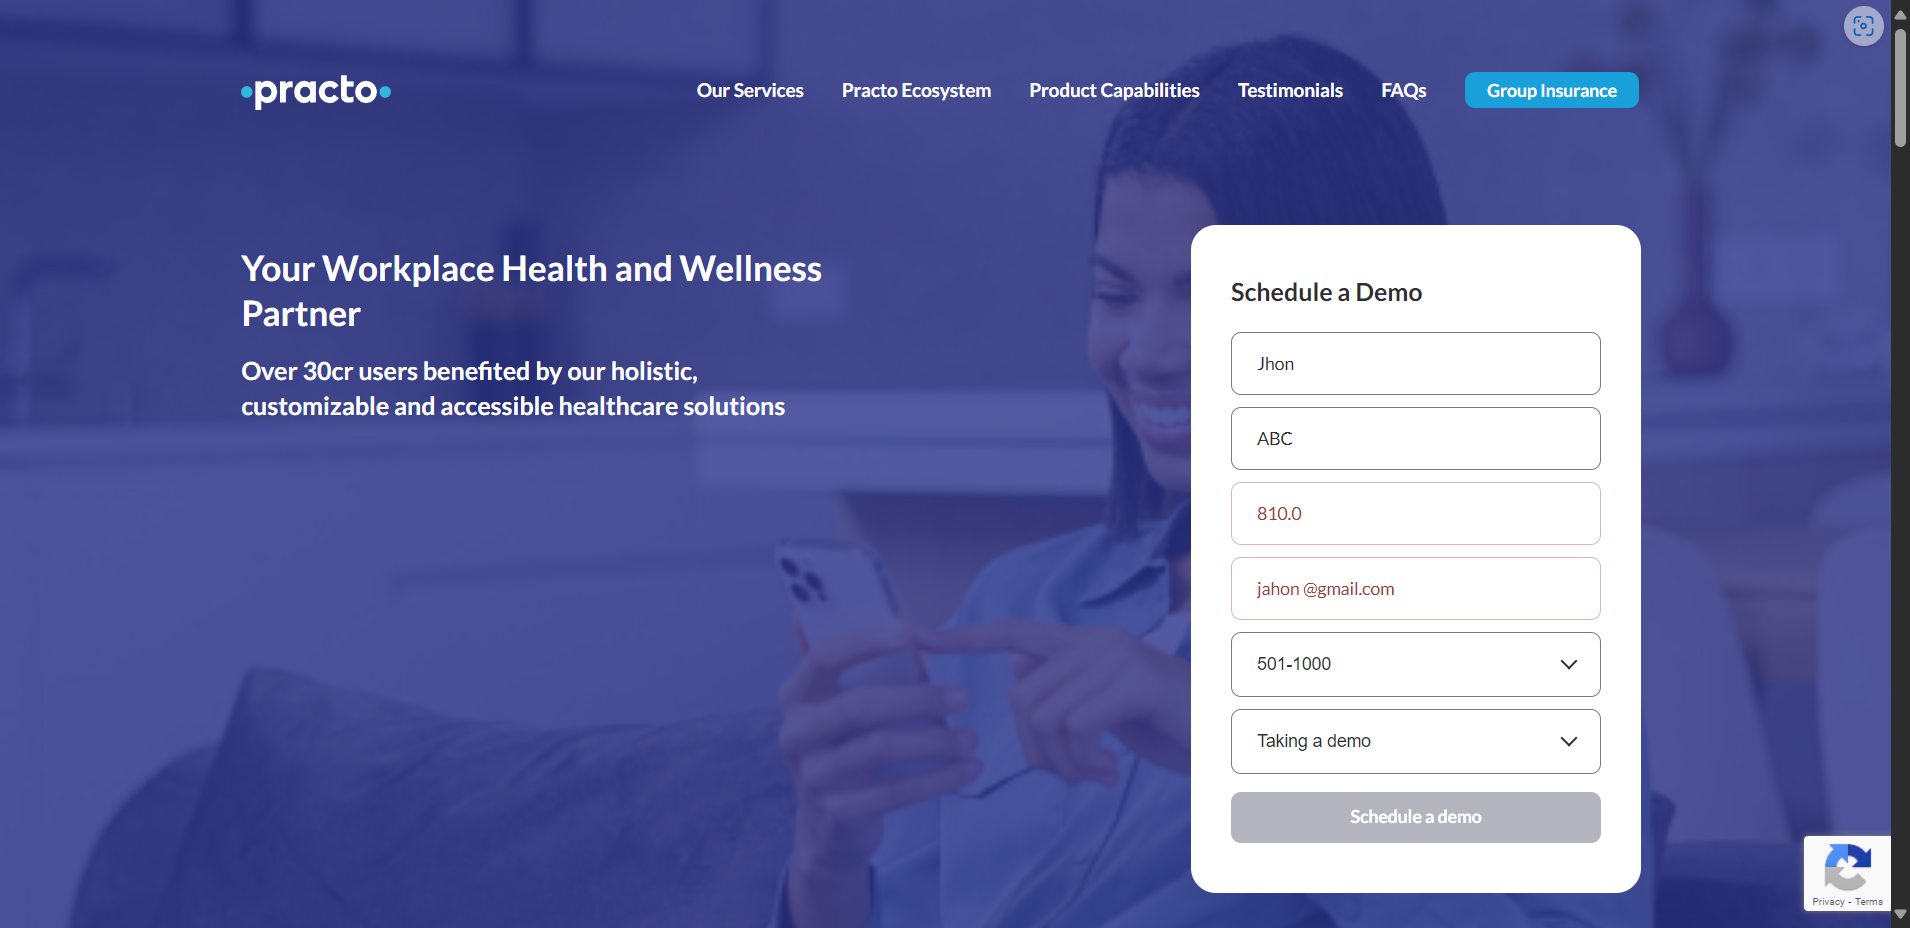 practo
Our Services
Practo Ecosystem
Product Capabilities
Testimonials
FAQs
Group Insurance
Your Workplace Health and Wellness
Partner
Over 30cr users benefited by our holistic,
customizable and accessible healthcare solutions
Schedule a Demo
Jhon
ABC
810.0
jahon @gmail.com
501-1000
Taking a demo
Schedule a demo
Privacy - Terms